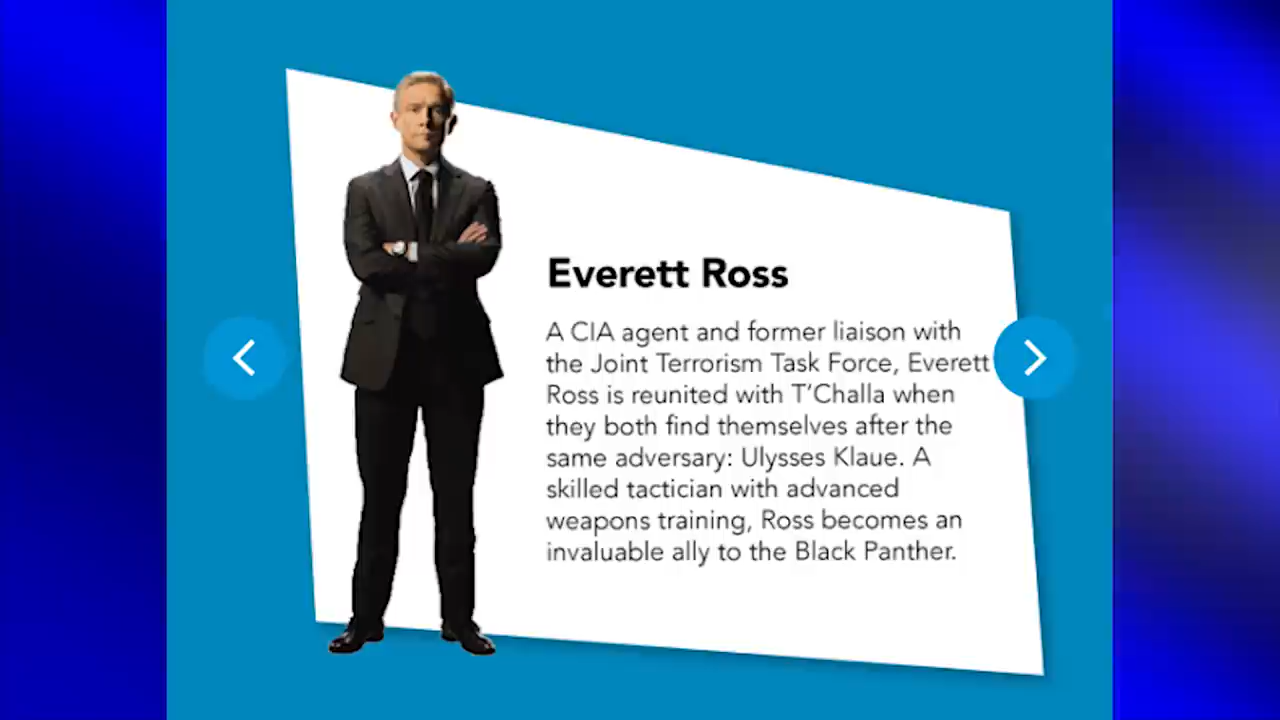 Everett Ross
A CIA agent and former liaison with
the Joint Terrorism Task Force, Everett
Ross is reunited with T'Challa when
they both find themselves after the
same adversary: Ulysses Klaue. A
skilled tactician with advanced
weapons training, Ross becomes an
invaluable ally to the Black Panther.